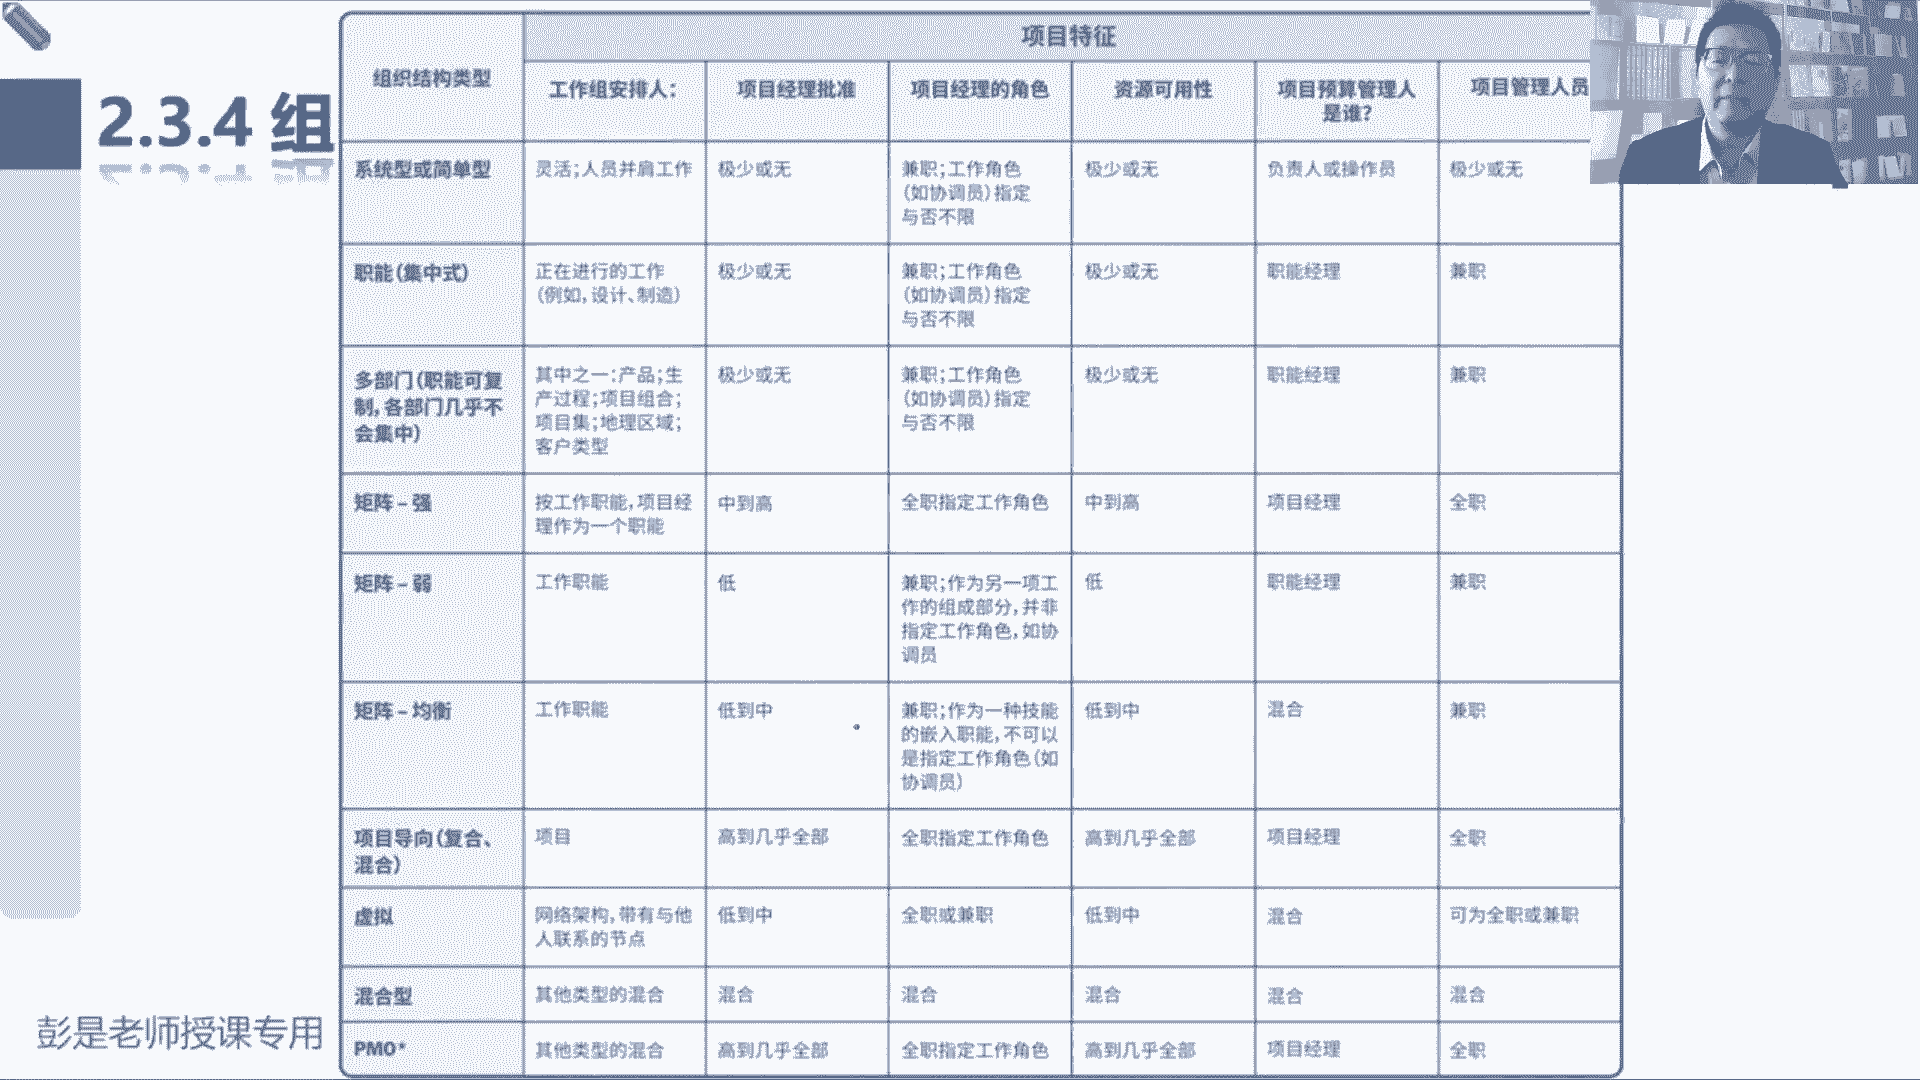 2.3.4 组
项目特征
组织结构类型
工作组安排人：
项目经理批准
项目经理的角色
资源可用性
项目预算管理人
是谁？
项目管理人员
系统型或简单型
灵活；人员并肩工作
极少或无
兼职；工作角色
（如协调员）指定
与否不限
极少或无
负责人或操作员
极少或无
职能（集中式）
正在进行的工作
（例如，设计、制造）
极少或无
兼职；工作角色
（如协调员）指定
与否不限
极少或无
职能经理
兼职
多部门（职能可复
制，各部门几乎不
会集中）
其中之一：产品；生
产过程；项目组合；
项目集；地理区域；
客户类型
极少或无
兼职；工作角色
（如协调员）指定
与否不限
极少或无
职能经理
兼职
矩阵 – 强
按工作职能，项目经
理作为一个职能
中到高
全职指定工作角色
中到高
项目经理
全职
矩阵 – 弱
工作职能
低
兼职；作为另一项工
作的组成部分，并非
指定工作角色，如协
调员
低
职能经理
兼职
矩阵 – 均衡
工作职能
低到中
兼职；作为一种技能
的嵌入职能，不可以
是指定工作角色（如
协调员）
低到中
混合
兼职
项目导向（复合、
混合）
项目
高到几乎全部
全职指定工作角色
高到几乎全部
项目经理
全职
虚拟
网络架构，带有与他
人联系的节点
低到中
全职或兼职
低到中
混合
可为全职或兼职
混合型
其他类型的混合
混合
混合
混合
混合
混合
PMO*
其他类型的混合
高到几乎全部
全职指定工作角色
高到几乎全部
项目经理
全职
彭是老师授课专用